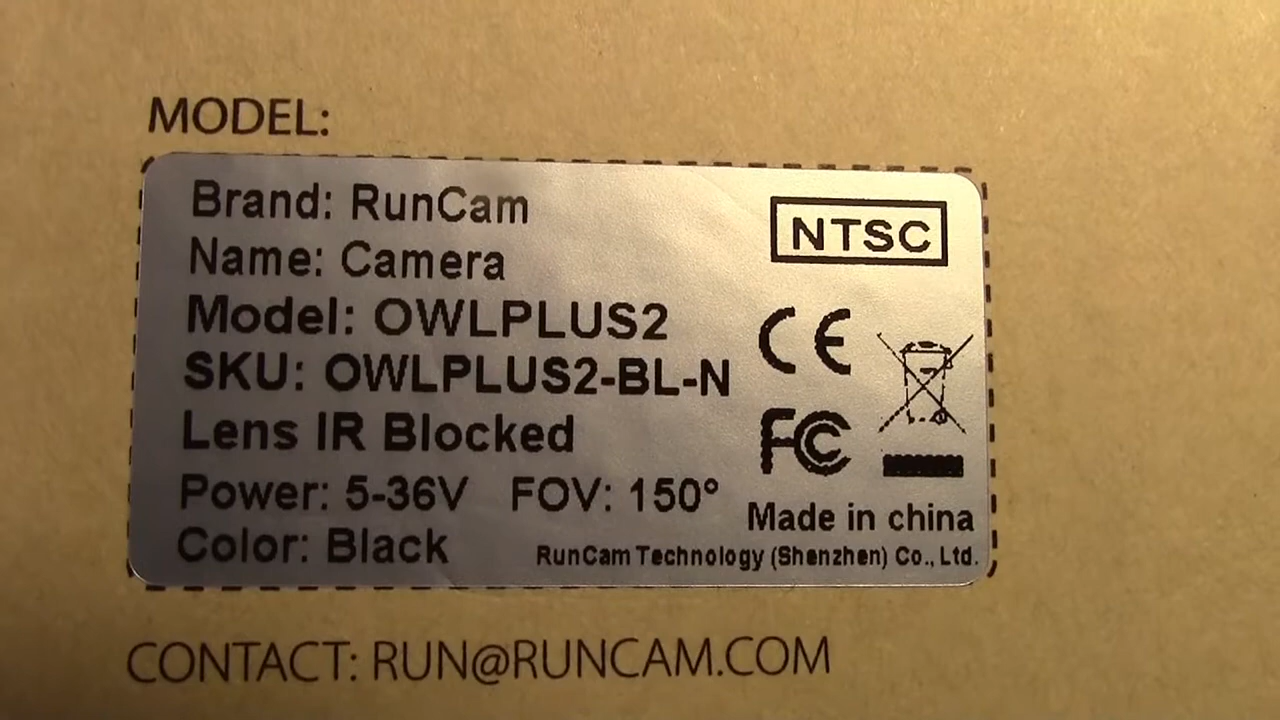 MODEL:
Brand: RunCam
NTSC
Name: Camera
Model: OWLPLUS2
CE
SKU: OWLPLUS2-BL-N
Lens IR Blocked
FC
Power: 5-36V FOV: 150°
Made in china
Color: Black
RunCam Technology (Shenzhen) Co., Ltd.
CONTACT: RUN@RUNCAM.COM